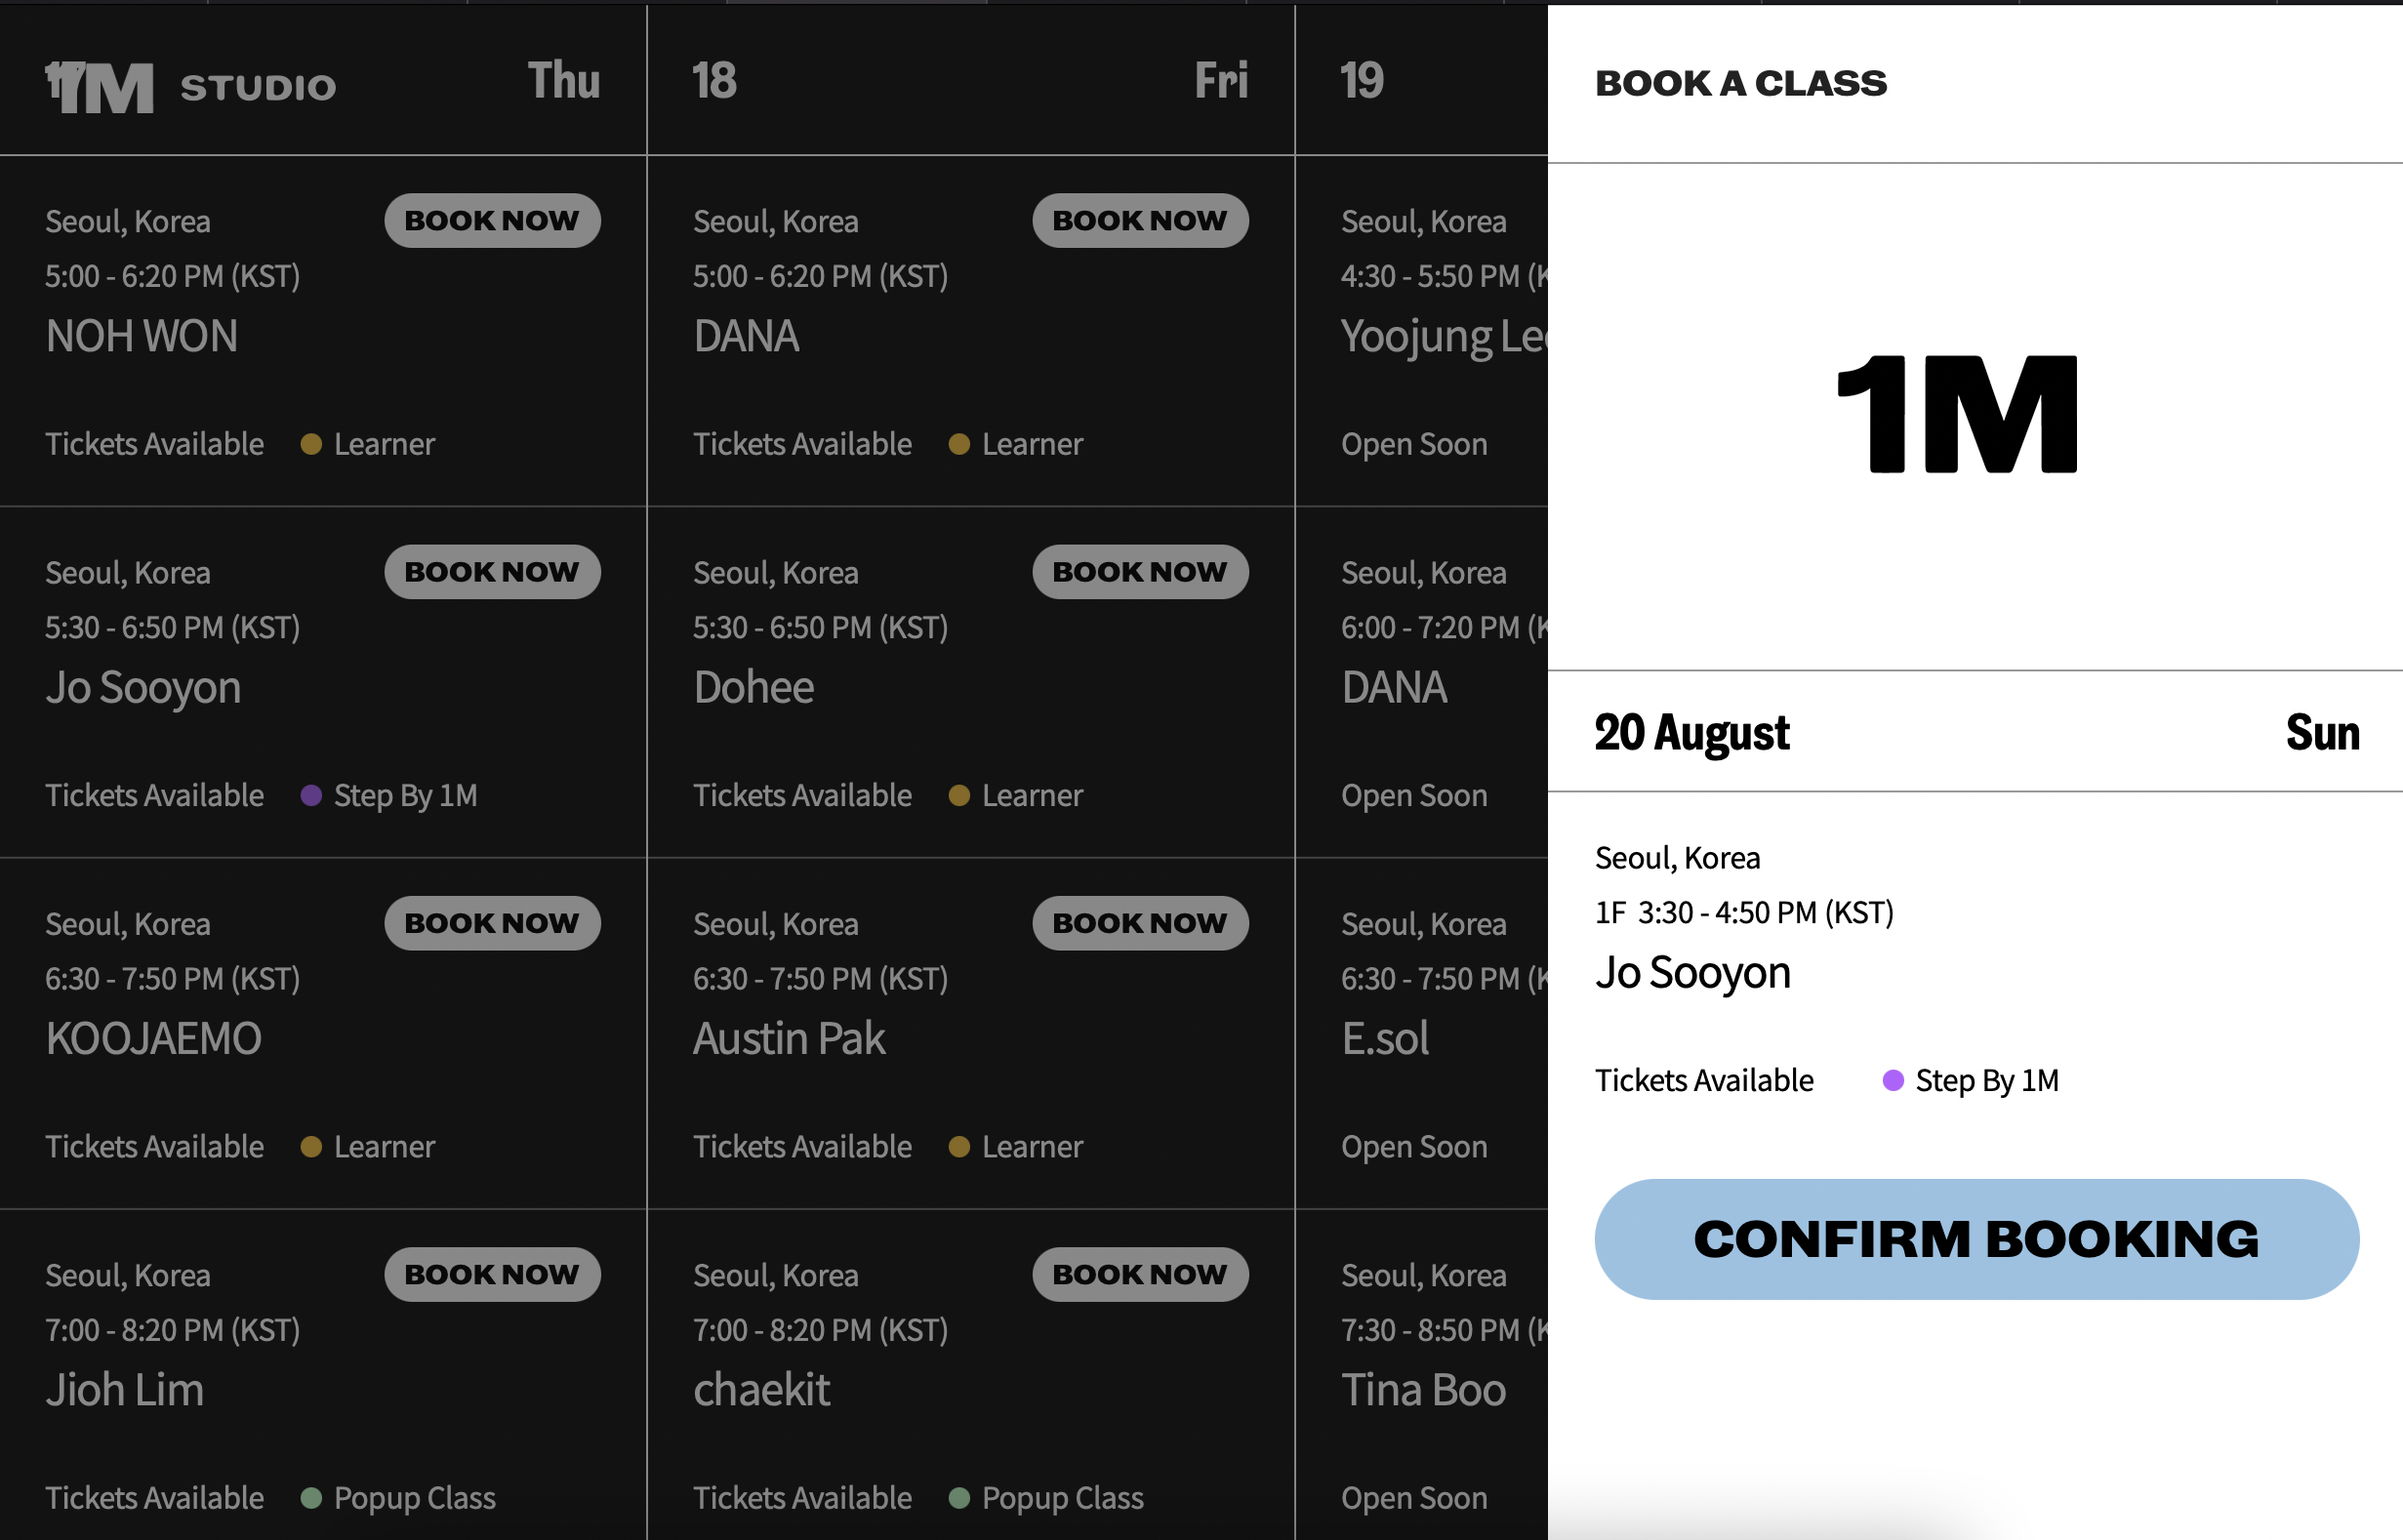 17 1M STUDIO Thu
Seoul, Korea BOOK NOW
5:00 - 6:20 PM (KST)
NOH WON
Tickets Available Learner
Seoul, Korea BOOK NOW
5:30 - 6:50 PM (KST)
Jo Sooyon
Tickets Available Step By 1M
Seoul, Korea BOOK NOW
6:30 - 7:50 PM (KST)
KOOJAEMO
Tickets Available Learner
Seoul, Korea BOOK NOW
7:00 - 8:20 PM (KST)
Jioh Lim
Tickets Available Popup Class
18 Fri
Seoul, Korea BOOK NOW
5:00 - 6:20 PM (KST)
DANA
Tickets Available Learner
Seoul, Korea BOOK NOW
5:30 - 6:50 PM (KST)
Dohee
Tickets Available Learner
Seoul, Korea BOOK NOW
6:30 - 7:50 PM (KST)
Austin Pak
Tickets Available Learner
Seoul, Korea BOOK NOW
7:00 - 8:20 PM (KST)
chaekit
Tickets Available Popup Class
19
Seoul, Korea
4:30 - 5:50 PM
Yoojung
Open Soon
Seoul, Korea
6:00 - 7:20 PM
DANA
Open Soon
Seoul, Korea
6:30 - 7:50 PM
E.sol
Open Soon
Seoul, Korea
7:30 - 8:50 PM
Tina Boo
Open Soon
BOOK A CLASS
1M
20 August Sun
Seoul, Korea
1F 3:30 - 4:50 PM (KST)
Jo Sooyon
Tickets Available Step By 1M
CONFIRM BOOKING